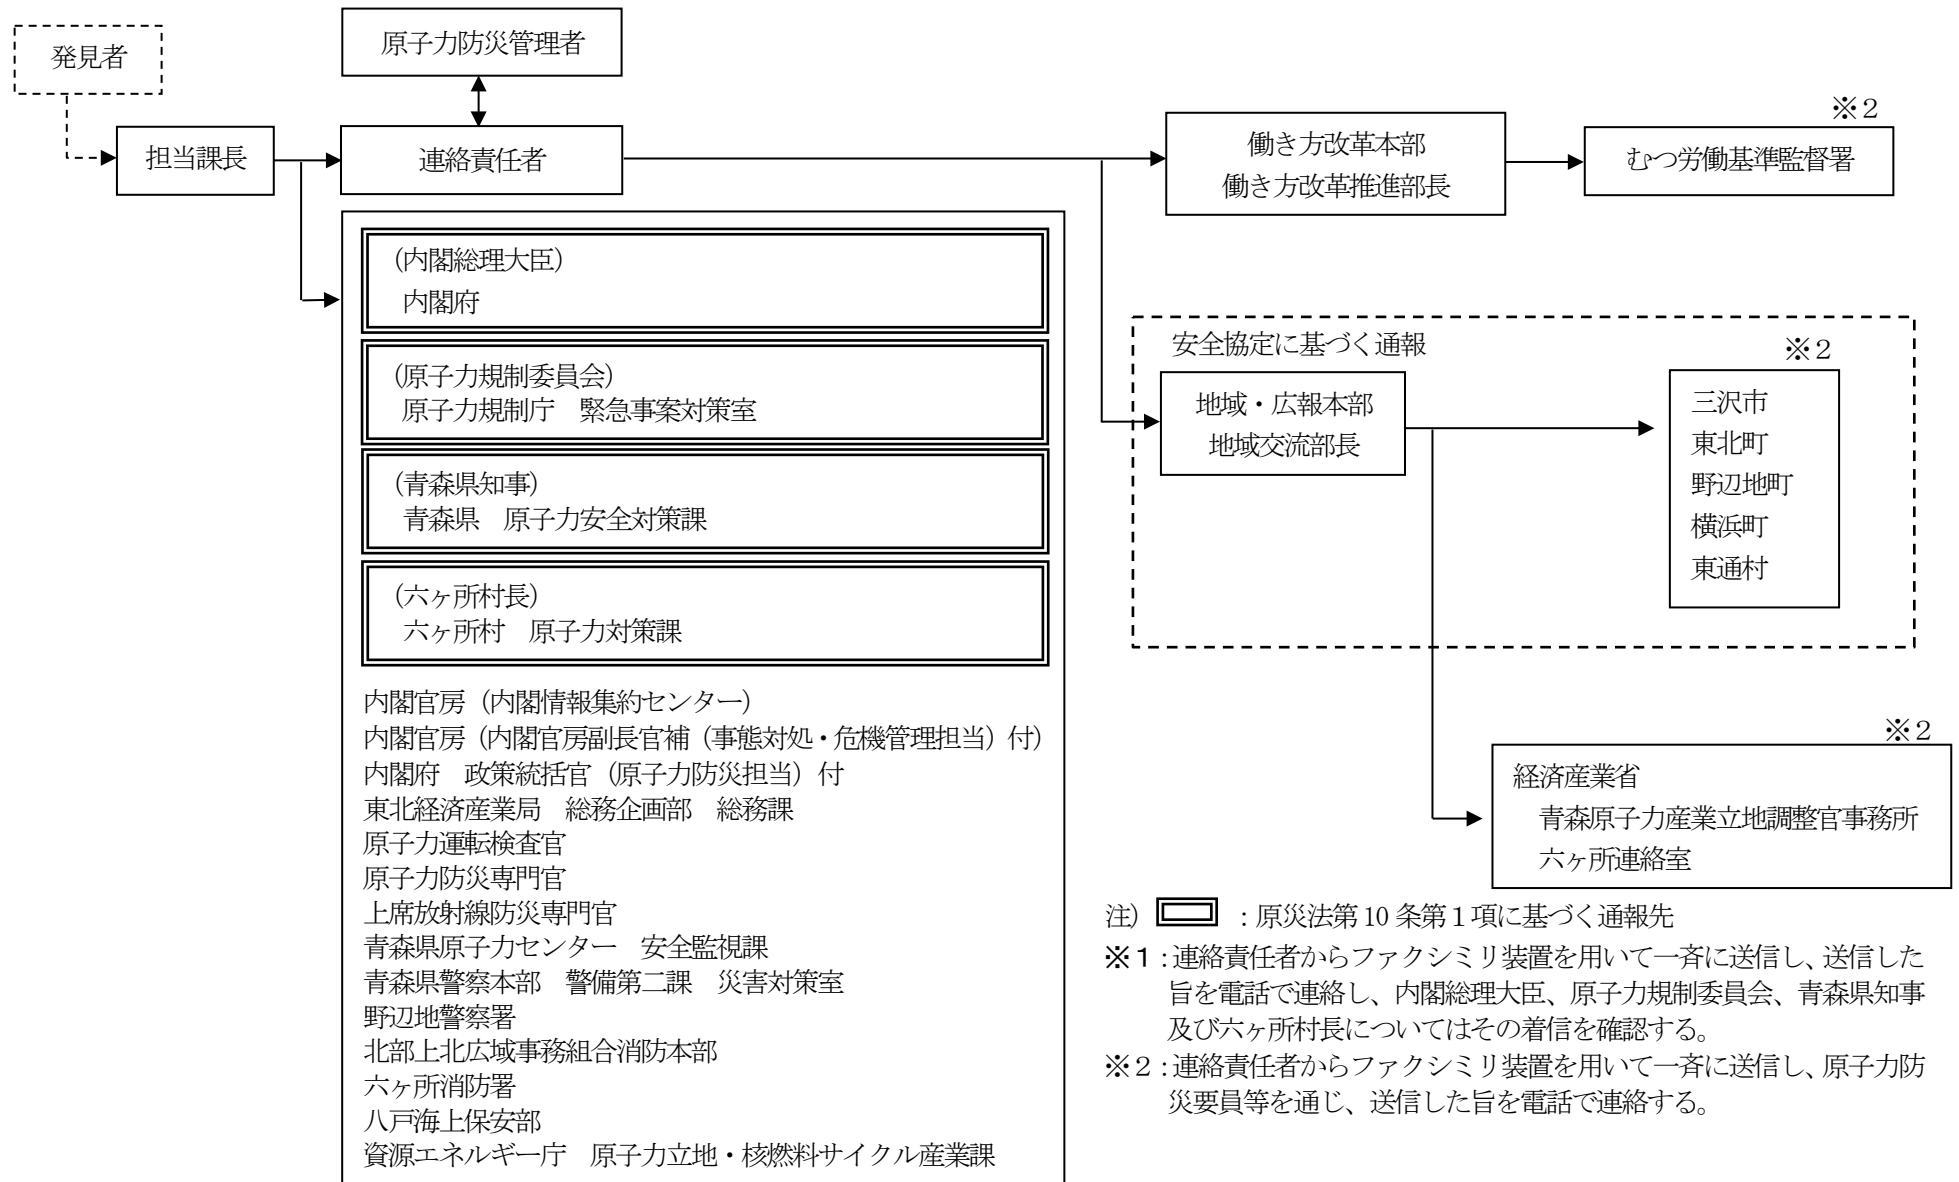 発見者
原子力防災管理者
担当課長
連絡責任者
働き方改革本部
働き方改革推進部長
※2
むつ労働基準監督署
(内閣総理大臣)
内閣府
(原子力規制委員会)
原子力規制庁　緊急事案対策室
(青森県知事)
青森県　原子力安全対策課
(六ヶ所村長)
六ヶ所村　原子力対策課
内閣官房（内閣情報集約センター）
内閣官房（内閣官房副長官補（事態対処・危機管理担当）付）
内閣府　政策統括官（原子力防災担当）付
東北経済産業局　総務企画部　総務課
原子力運転検査官
原子力防災専門官
上席放射線防災専門官
青森県原子力センター　安全監視課
青森県警察本部　警備第二課　災害対策室
野辺地警察署
北部上北広域事務組合消防本部
六ヶ所消防署
八戸海上保安部
資源エネルギー庁　原子力立地・核燃料サイクル産業課
安全協定に基づく通報
※2
地域・広報本部
地域交流部長
三沢市
東北町
野辺地町
横浜町
東通村
※2
経済産業省
青森原子力産業立地調整官事務所
六ヶ所連絡室
注）　：原災法第10条第1項に基づく通報先
※1：連絡責任者からファクシミリ装置を用いて一斉に送信し、送信した
旨を電話で連絡し、内閣総理大臣、原子力規制委員会、青森県知事
及び六ヶ所村長についてはその着信を確認する。
※2：連絡責任者からファクシミリ装置を用いて一斉に送信し、原子力防
災要員等を通じ、送信した旨を電話で連絡する。